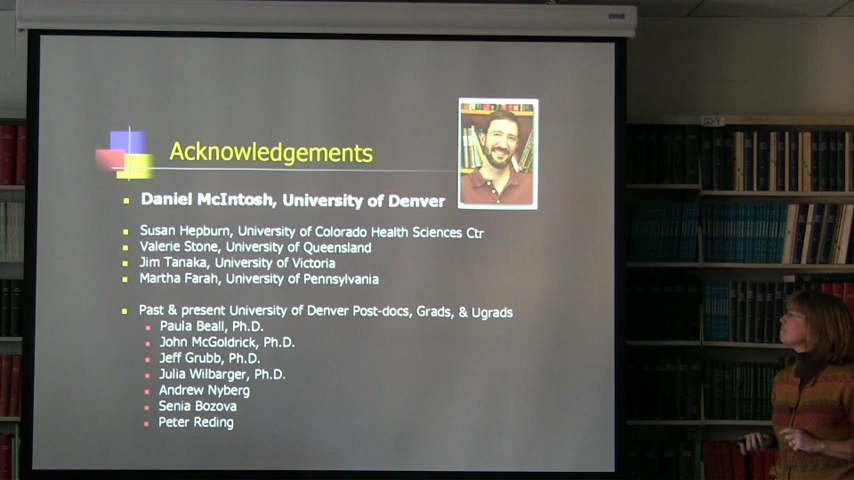 Acknowledgements
Daniel McIntosh, University of Denver
Susan Hepburn, University of Colorado Health Sciences Ctr
Valerie Stone, University of Queensland
Jim Tanaka, University of Victoria
Martha Farah, University of Pennsylvania
Past & present University of Denver Post-docs, Grads, & Ugrads
Paula Beall, Ph.D.
John McGoldrick, Ph.D.
Jeff Grubb, Ph.D.
Julia Wilbarger, Ph.D.
Andrew Nyberg
Senia Bozova
Peter Reding